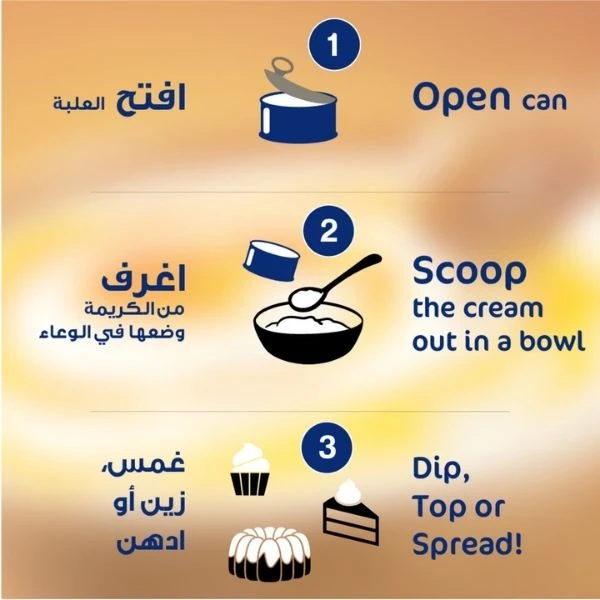 1
افتح العلبة
Open can
2
اغرف
من الكريمة
وضعها في الوعاء
Scoop
the cream
out in a bowl
3
غمس،
زين أو
ادهن
Dip,
Top or
Spread!